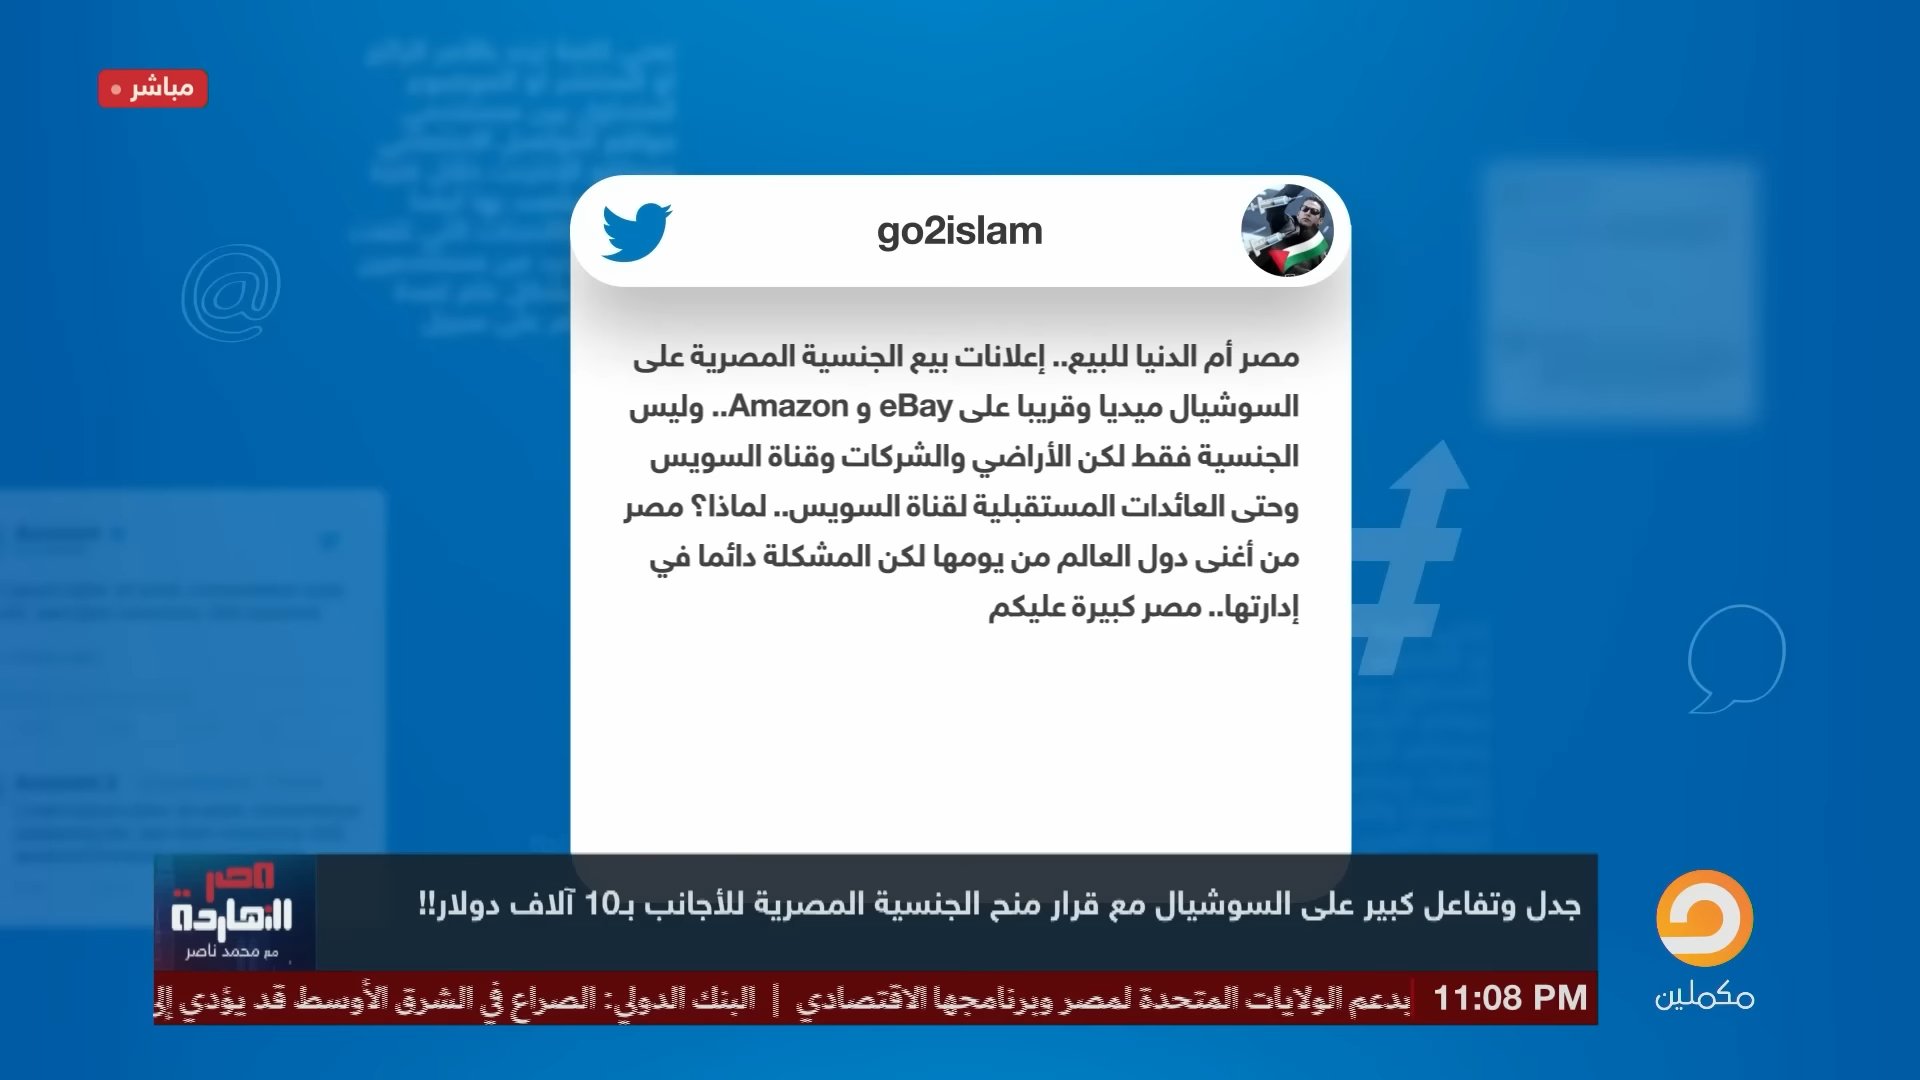 مباشر
go2islam
مصر أم الدنيا للبيع.. إعلانات بيع الجنسية المصرية على
السوشيال ميديا وقريبا على eBay و Amazon.. وليس
الجنسية فقط لكن الأراضي والشركات وقناة السويس
وحتى العائدات المستقبلية لقناة السويس.. لماذا؟ مصر
من أغنى دول العالم من يومها لكن المشكلة دائما في
إدارتها.. مصر كبيرة عليكم
جدل وتفاعل كبير على السوشيال مع قرار منح الجنسية المصرية للأجانب بـ10 آلاف دولار!!
مصر
النهاردة
مع محمد ناصر
11:08 PM
بدعم الولايات المتحدة لمصر وبرنامجها الاقتصادي | البنك الدولي: الصراع في الشرق الأوسط قد يؤدي إلى
مكملين